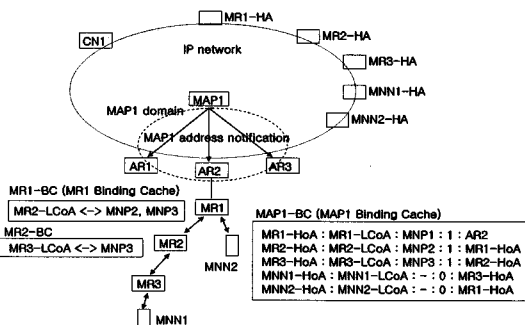 MR1-HA
CN1
MR2-HA
IP network
MR3-HA
MAP1
MNN1-HA
MAP1 domain
MNN2-HA
MAP1 address notification
AR1
AR2
AR3
MR1-BC (MR1 Binding Cache)
MR2-LCoA <-> MNP2, MNP3
MR1
MAP1-BC (MAP1 Binding Cache)
MR2-BC
MR3-LCoA <-> MNP3
MR2
MNN2
MR3
MNN1
MR1-HoA : MR1-LCoA : MNP1 : 1 : AR2
MR2-HoA : MR2-LCoA : MNP2 : 1 : MR1-HoA
MR3-HoA : MR3-LCoA : MNP3 : 1 : MR2-HoA
MNN1-HoA : MNN1-LCoA : - : 0 : MR3-HoA
MNN2-HoA : MNN2-LCoA : - : 0 : MR1-HoA